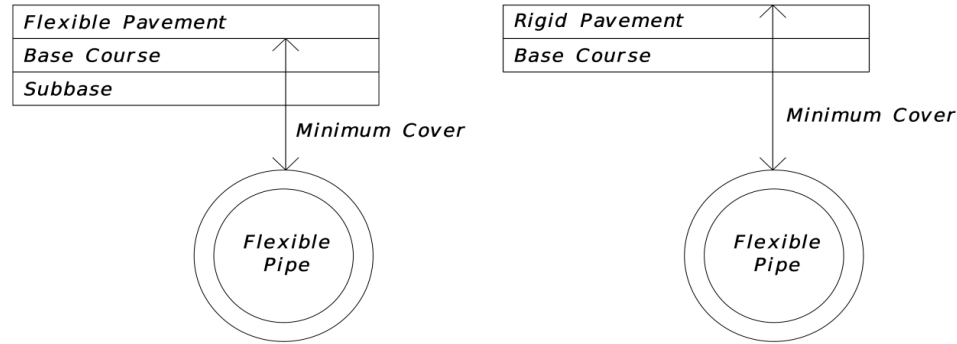 Flexible Pavement
Base Course
Subbase
Minimum Cover
Flexible
Pipe
Rigid Pavement
Base Course
Minimum Cover
Flexible
Pipe